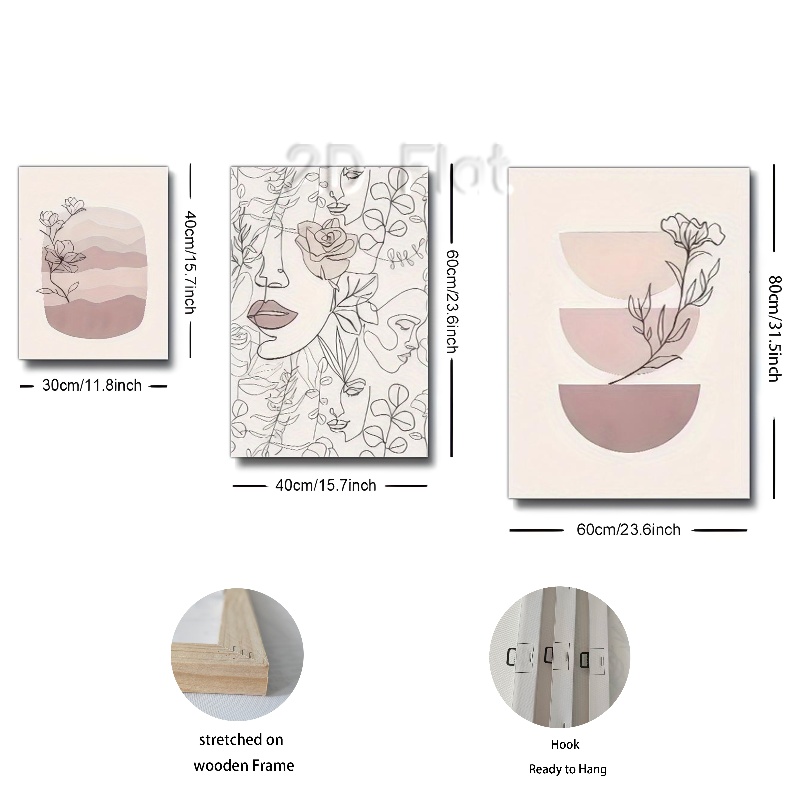 2D Flat
40cm/15.7inch
30cm/11.8inch
60cm/23.6inch
40cm/15.7inch
80cm/31.5inch
60cm/23.6inch
stretched on
wooden Frame
Hook
Ready to Hang